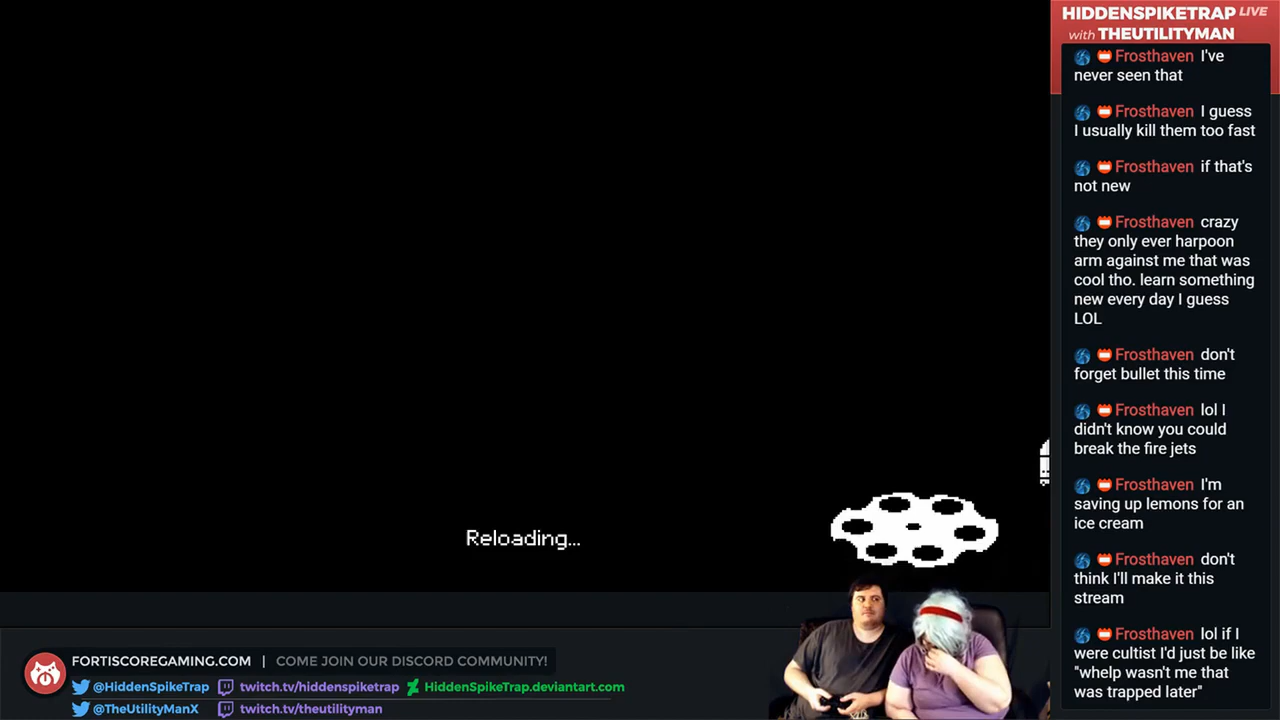 HIDDENSPIKETRAP LIVE
with THEUTILITYMAN
Frosthaven I've
never seen that
Frosthaven I guess
I usually kill them too fast
Frosthaven if that's
not new
Frosthaven crazy
they only ever harpoon
arm against me that was
cool tho. learn something
new every day I guess
LOL
Frosthaven don't
forget bullet this time
Frosthaven lol I
didn't know you could
break the fire jets
Frosthaven I'm
saving up lemons for an
ice cream
Frosthaven don't
think I'll make it this
stream
Frosthaven lol if I
were cultist I'd just be like
"whelp wasn't me that
was trapped later"
Reloading...
FORTISCOREGAMING.COM | COME JOIN OUR DISCORD COMMUNITY!
@HiddenSpikeTrap twitch.tv/hiddenspiketrap HiddenSpikeTrap.deviantart.com
@TheUtilityManX twitch.tv/theutilityman